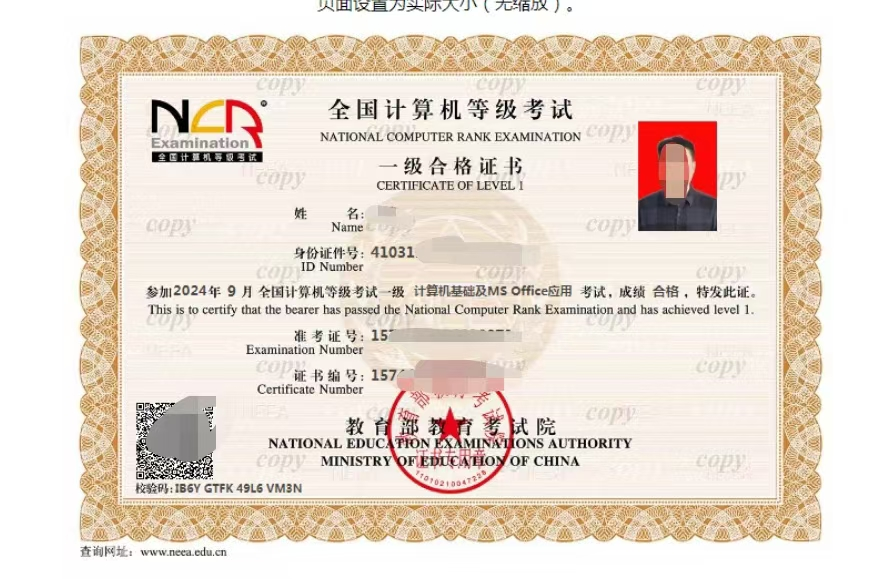 页面设置为实际大小（无缩放）。
NCR®
Examination
全国计算机等级考试
全国计算机等级考试
NATIONAL COMPUTER RANK EXAMINATION
一级合格证书
CERTIFICATE OF LEVEL 1
姓 名：
Name
身份证件号：41031
ID Number
参加2024年 9 月 全国计算机等级考试一级 计算机基础及MS Office应用 考试，成绩 合格，特发此证。
This is to certify that the bearer has passed the National Computer Rank Examination and has achieved level 1.
准 考 证 号：15
Examination Number
证 书 编 号：157
Certificate Number
教育部教育考试院
NATIONAL EDUCATION EXAMINATIONS AUTHORITY
MINISTRY OF EDUCATION OF CHINA
证书专用章
11010210047228
校验码：IB6Y GTFK 49L6 VM3N
查询网址：www.neea.edu.cn
copy